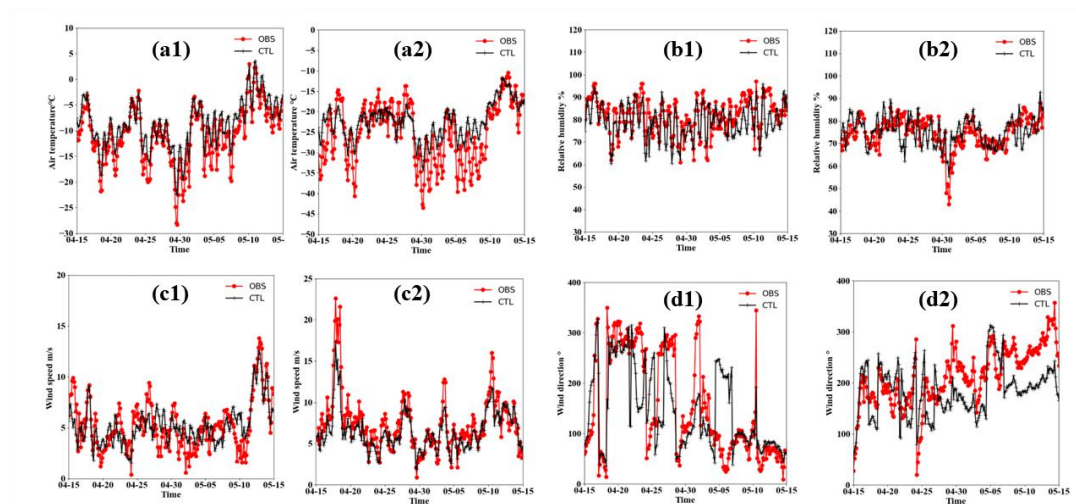 (a1)
OBS
CTL
Air temperature/°C
10
5
0
−5
−10
−15
−20
−25
−30
04-15
04-20
04-25
04-30
05-05
05-10
05-
Time
(a2)
OBS
CTL
Air temperature °C
0
−5
−10
−15
−20
−25
−30
−35
−40
−45
−50
04-15
04-20
04-25
04-30
05-05
05-10
05-15
Time
(b1)
OBS
CTL
Relative humidity %
120
110
100
90
80
70
60
50
40
30
04-15
04-20
04-25
04-30
05-05
05-10
05-15
Time
(b2)
OBS
CTL
Relative humidity %
120
110
100
90
80
70
60
50
40
30
04-15
04-20
04-25
04-30
05-05
05-10
05-15
Time
(c1)
OBS
CTL
Wind speed m/s
20
15
10
5
0
04-15
04-20
04-25
04-30
05-05
05-10
05-15
Time
(c2)
OBS
CTL
Wind speed m/s
25
20
15
10
5
0
04-15
04-20
04-25
04-30
05-05
05-10
05-15
Time
(d1)
OBS
CTL
Wind direction °
400
300
200
100
0
04-15
04-20
04-25
04-30
05-05
05-10
05-15
Time
(d2)
OBS
CTL
Wind direction °
400
300
200
100
0
04-15
04-20
04-25
04-30
05-05
05-10
05-15
Time